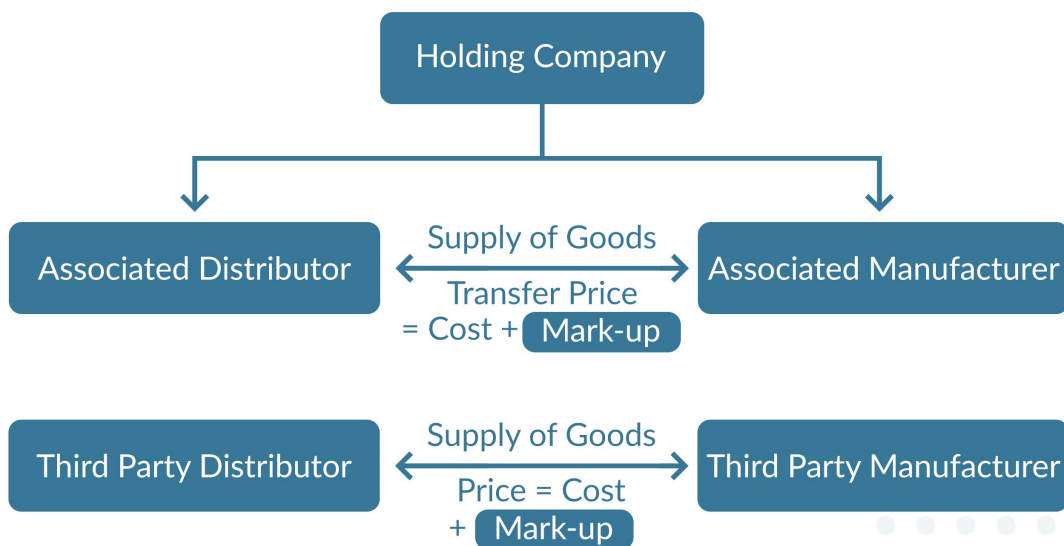 Holding Company
Supply of Goods
Associated Distributor
Associated Manufacturer
Transfer Price
= Cost + Mark-up
Supply of Goods
Third Party Distributor
Third Party Manufacturer
Price = Cost
+ Mark-up